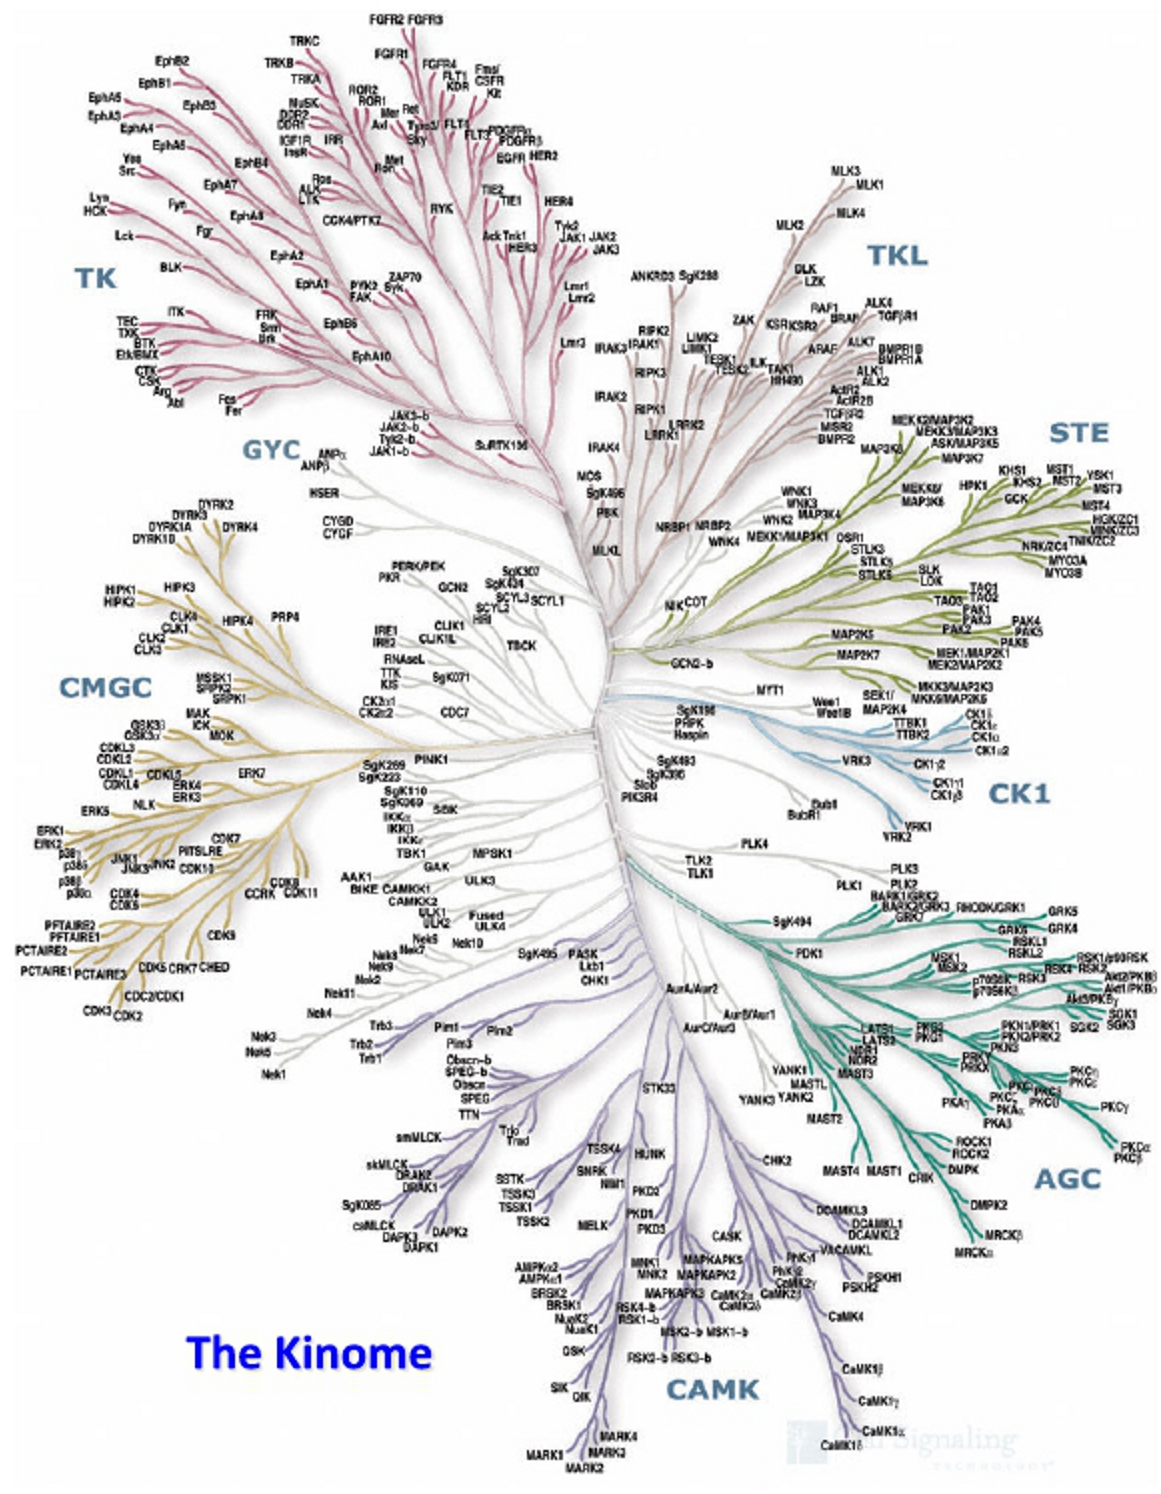 FGFR2 FGFR3
TRKC
FGFR1
EphB2
TRKB
FGFR4
EphB1
TRKA
FLT1
Fms/
CSFR
KDR
Kit
EphA5
ROR2
EphB3
MuSK
ROR1
EphA3
DDR2
Mer
Ret
Axl
Tyro3/
Sky
FLT4
DDR1
EphA4
FLT3
PDGFRα
PDGFRβ
IGF1R
IRR
InsR
EphA6
EGFR
HER2
Yes
Src
EphB4
Met
Ron
MLK3
MLK1
Ros
ALK
LTK
EphA7
TIE2
TIE1
HER4
Lyn
HCK
Fyn
RYK
EphA8
CCK4/PTK7
MLK4
MLK2
Fgr
Lck
Ack
Tnk1
HER3
Tyk2
JAK1
JAK2
JAK3
TKL
TK
EphA2
BLK
DLK
LZK
ANKRD3
SgK288
EphA1
PYK2
FAK
ZAP70
Syk
Lmr1
Lmr2
ITK
FRK
Srm
Brk
EphB6
RAF1
BRAF
ALK4
TGFβR1
ZAK
KSR1
KSR2
TEC
TXK
BTK
Etk/BMX
RIPK2
IRAK3
IRAK1
LIMK2
LIMK1
Lmr3
ARAF
ALK7
BMPR1B
BMPR1A
EphA10
TESK1
TESK2
ILK
TAK1
HH498
ALK1
ALK2
CTK
CSK
Arg
Abl
RIPK3
ActR2
ActR2B
Fes
Fer
IRAK2
RIPK1
TGFβR2
MISR2
BMPR2
JAK3-b
JAK2-b
Tyk2-b
JAK1-b
LRRK2
LRRK1
MEKK2/MAP3K2
MEKK3/MAP3K3
ASK/MAP3K5
MAP3K8
MAP3K7
STE
GYC
SuRTK106
IRAK4
ANPα
ANPβ
KHS1
KHS2
MST1
MST2
YSK1
MST3
MOS
SgK496
HPK1
GCK
HSER
WNK1
WNK3
MAP3K4
MEKK6/
MAP3K6
MST4
DYRK2
DYRK3
DYRK1A
DYRK4
DYRK1B
PBK
WNK2
NRBP1
NRBP2
CYGD
CYGF
HGK/ZC1
MINK/ZC3
TNIK/ZC2
NRK/ZC4
WNK4
MEKK1/MAP3K1
OSR1
STLK3
STLK5
STLK6
MLKL
MYO3A
MYO3B
PERK/PEK
PKR
GCN2
SgK307
SgK424
SCYL3
SCYL1
SCYL2
HRI
SLK
LOK
HIPK1
HIPK2
HIPK3
TAO1
TAO2
TAO3
NIK
COT
PAK1
PAK3
PAK2
PAK4
PAK5
PAK6
CLK4
CLK1
HIPK4
PRP4
CLK2
CLK3
CLIK1
CLIK1L
IRE1
IRE2
TBCK
MAP2K5
RNAseL
MAP2K7
MEK1/MAP2K1
MEK2/MAP2K2
GCN2-b
TTK
KIS
SgK071
CMGC
MSSK1
SRPK2
SRPK1
MYT1
SEK1/
MAP2K4
MKK3/MAP2K3
MKK6/MAP2K6
CK2α1
CK2α2
CDC7
Wee1
Wee1B
SgK196
PRPK
Haspin
MAK
ICK
MOK
GSK3β
GSK3α
TTBK1
TTBK2
CK1δ
CK1ε
CK1α
CK1α2
CDKL3
CDKL2
CDKL1
CDKL5
CDKL4
PINK1
SgK269
SgK223
VRK3
CK1γ2
SgK493
SgK396
Slob
PIK3R4
ERK7
ERK4
ERK3
CK1γ1
CK1γ3
CK1
SgK110
SgK069
SBK
NLK
ERK5
Bub1
BubR1
IKKα
IKKβ
IKKε
TBK1
VRK1
VRK2
ERK1
ERK2
p38γ
p38δ
p38β
p38α
JNK1
JNK3
JNK2
CDK7
PITSLRE
CDK10
PLK4
MPSK1
GAK
TLK2
TLK1
AAK1
BIKE
CAMKK1
CAMKK2
ULK3
PLK3
PLK1
PLK2
CDK4
CDK6
CCRK
CDK8
CDK11
BARK1/GRK2
BARK2/GRK3
RHODK/GRK1
GRK5
GRK7
GRK6
GRK4
ULK1
ULK2
Fused
ULK4
SgK494
PFTAIRE2
PFTAIRE1
CDK9
Nek6
Nek7
Nek10
Nek8
Nek9
Nek2
Nek11
PCTAIRE2
PCTAIRE1
PCTAIRE3
SgK495
PASK
Lkb1
CHK1
PDK1
RSKL1
RSKL2
MSK1
MSK2
RSK1/p90RSK
RSK4
RSK2
RSK3
p70S6K
p70S6Kβ
Akt2/PKBβ
Akt1/PKBα
Akt3/PKBγ
SGK1
SGK2
SGK3
CDK5
CRK7
CHED
CDC2/CDK1
CDK3
CDK2
AurA/Aur2
AurB/Aur1
AurC/Aur3
Nek4
Nek3
Nek5
Nek1
Trb3
Trb2
Trb1
Pim1
Pim2
Pim3
LATS1
LATS2
NDR1
NDR2
MAST3
PKG2
PKG1
PKN1/PRK1
PKN2/PRK2
PKN3
PRKY
PRKX
Obscn-b
SPEG-b
Obscn
SPEG
TTN
STK33
YANK1
MASTL
YANK3
YANK2
MAST2
PKAγ
PKAα
PKAβ
PKCζ
PKCδ
PKCθ
PKCη
PKCε
PKCγ
PKCα
PKCβ
smMLCK
Trio
Trad
TSSK4
HUNK
SNRK
NIM1
CHK2
MAST4
MAST1
ROCK1
ROCK2
DMPK
CRIK
AGC
skMLCK
DRAK2
DRAK1
SSTK
TSSK3
TSSK1
TSSK2
PKD2
PKD1
PKD3
SgK085
caMLCK
DAPK3
DAPK2
DAPK1
MELK
DMPK2
MRCKβ
MRCKα
DCAMKL3
DCAMKL1
DCAMKL2
CASK
VACAMKL
PhKγ1
PhKγ2
MNK1
MNK2
MAPKAPK5
MAPKAPK2
MAPKAPK3
CaMK2γ
CaMK2α
CaMK2β
CaMK2δ
PSKH1
PSKH2
AMPKα2
AMPKα1
BRSK2
BRSK1
NuaK2
NuaK1
RSK4-b
RSK1-b
MSK2-b MSK1-b
RSK2-b RSK3-b
CaMK4
The Kinome
QSK
SIK
QIK
CAMK
CaMK1β
CaMK1γ
CaMK1α
CaMK1δ
MARK4
MARK1
MARK3
MARK2
Signaling
TECHNOLOGY